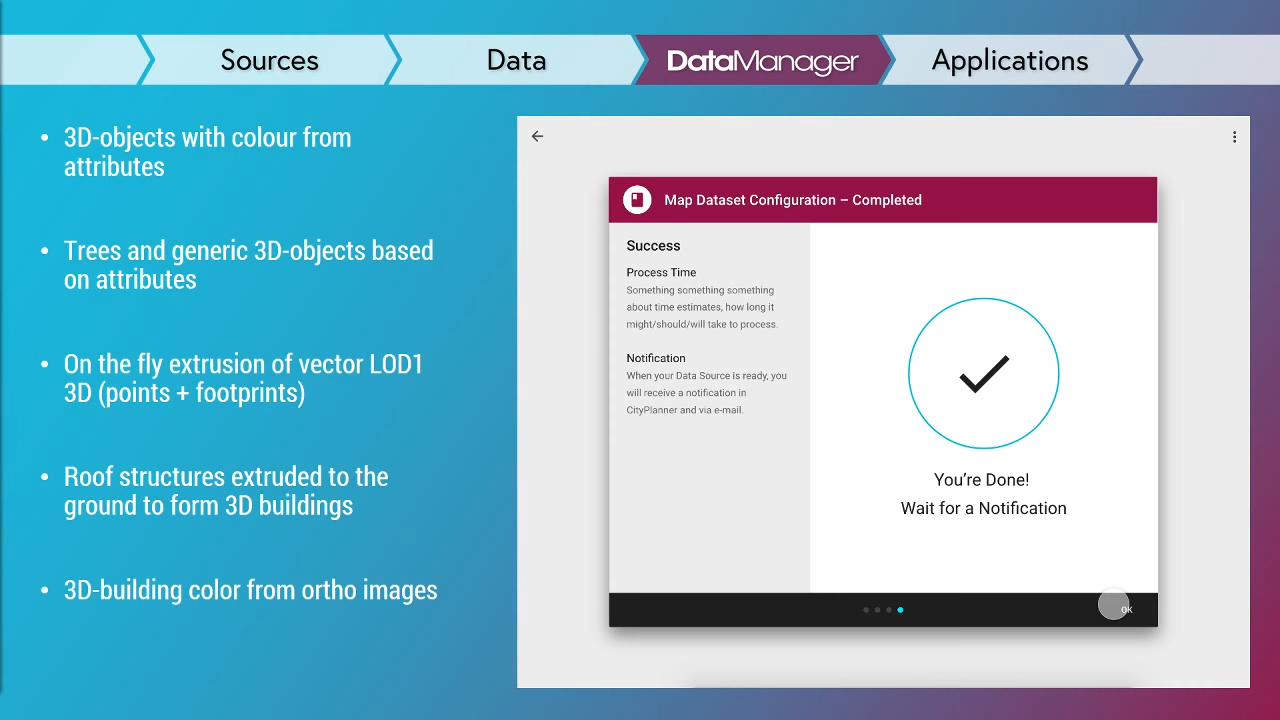 Sources
Data
DataManager
Applications
• 3D-objects with colour from
attributes
• Trees and generic 3D-objects based
on attributes
• On the fly extrusion of vector LOD1
3D (points + footprints)
• Roof structures extruded to the
ground to form 3D buildings
• 3D-building color from ortho images
Map Dataset Configuration – Completed
Success
Process Time
Something something something
about time estimates, how long it
might/should/will take to process.
Notification
When your Data Source is ready, you
will receive a notification in
CityPlanner and via e-mail.
You’re Done!
Wait for a Notification
OK